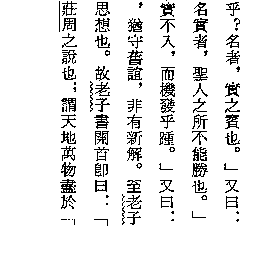 乎？名者，實之賓也。」又曰：
名實者，聖人之所不能勝也。」
實不入，而機發乎踵。」又曰：
，猶守舊誼，非有新解。至老子
思想也。故老子書開首卽曰：「
莊周之說也；謂天地萬物盡於「